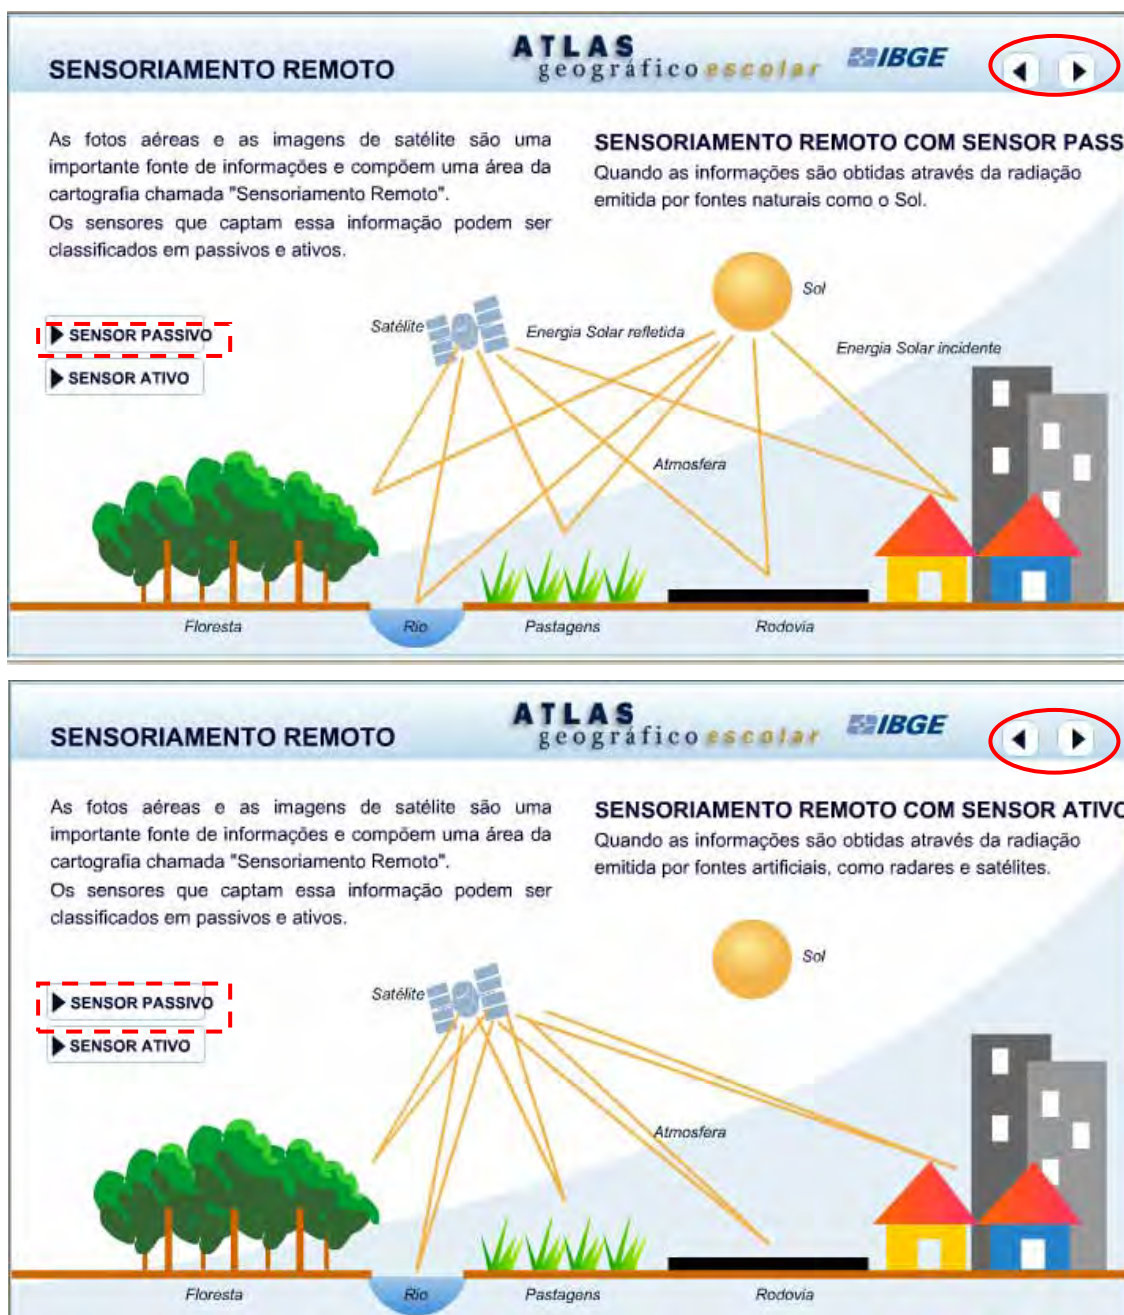 SENSORIAMENTO REMOTO
ATLAS
geográfico escolar
IBGE
As fotos aéreas e as imagens de satélite são uma
importante fonte de informações e compõem uma área da
cartografia chamada "Sensoriamento Remoto".
Os sensores que captam essa informação podem ser
classificados em passivos e ativos.
SENSORIAMENTO REMOTO COM SENSOR PASS
Quando as informações são obtidas através da radiação
emitida por fontes naturais como o Sol.
SENSOR PASSIVO
SENSOR ATIVO
Satélite
Energia Solar refletida
Sol
Energia Solar incidente
Atmosfera
Floresta
Rio
Pastagens
Rodovia
SENSORIAMENTO REMOTO
ATLAS
geográfico escolar
IBGE
As fotos aéreas e as imagens de satélite são uma
importante fonte de informações e compõem uma área da
cartografia chamada "Sensoriamento Remoto".
Os sensores que captam essa informação podem ser
classificados em passivos e ativos.
SENSORIAMENTO REMOTO COM SENSOR ATIVO
Quando as informações são obtidas através da radiação
emitida por fontes artificiais, como radares e satélites.
SENSOR PASSIVO
SENSOR ATIVO
Satélite
Sol
Atmosfera
Floresta
Rio
Pastagens
Rodovia